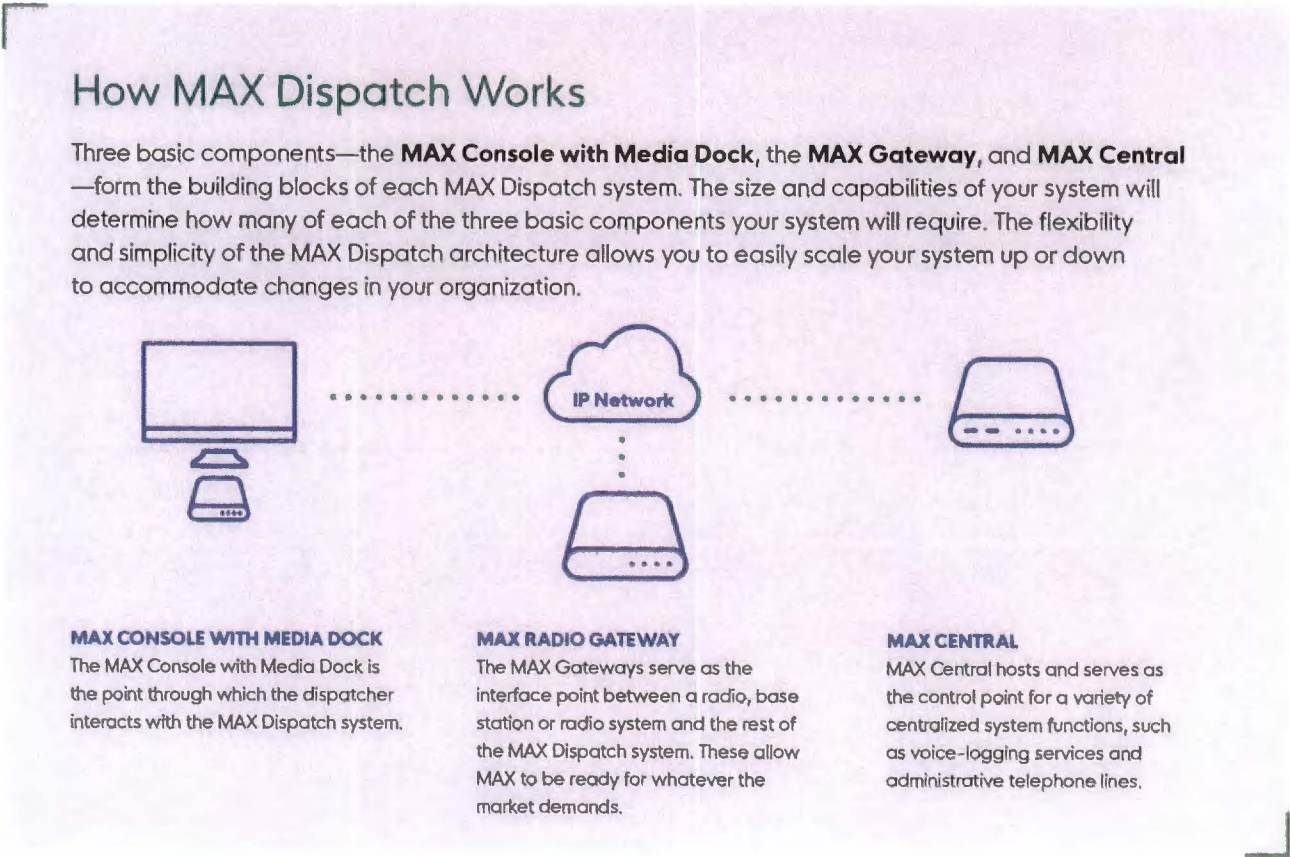 How MAX Dispatch Works
Three basic components—the MAX Console with Media Dock, the MAX Gateway, and MAX Central
—form the building blocks of each MAX Dispatch system. The size and capabilities of your system will
determine how many of each of the three basic components your system will require. The flexibility
and simplicity of the MAX Dispatch architecture allows you to easily scale your system up or down
to accommodate changes in your organization.
IP Network
MAX CONSOLE WITH MEDIA DOCK
The MAX Console with Media Dock is
the point through which the dispatcher
interacts with the MAX Dispatch system.
MAX RADIO GATEWAY
The MAX Gateways serve as the
interface point between a radio, base
station or radio system and the rest of
the MAX Dispatch system. These allow
MAX to be ready for whatever the
market demands.
MAX CENTRAL
MAX Central hosts and serves as
the control point for a variety of
centralized system functions, such
as voice-logging services and
administrative telephone lines.